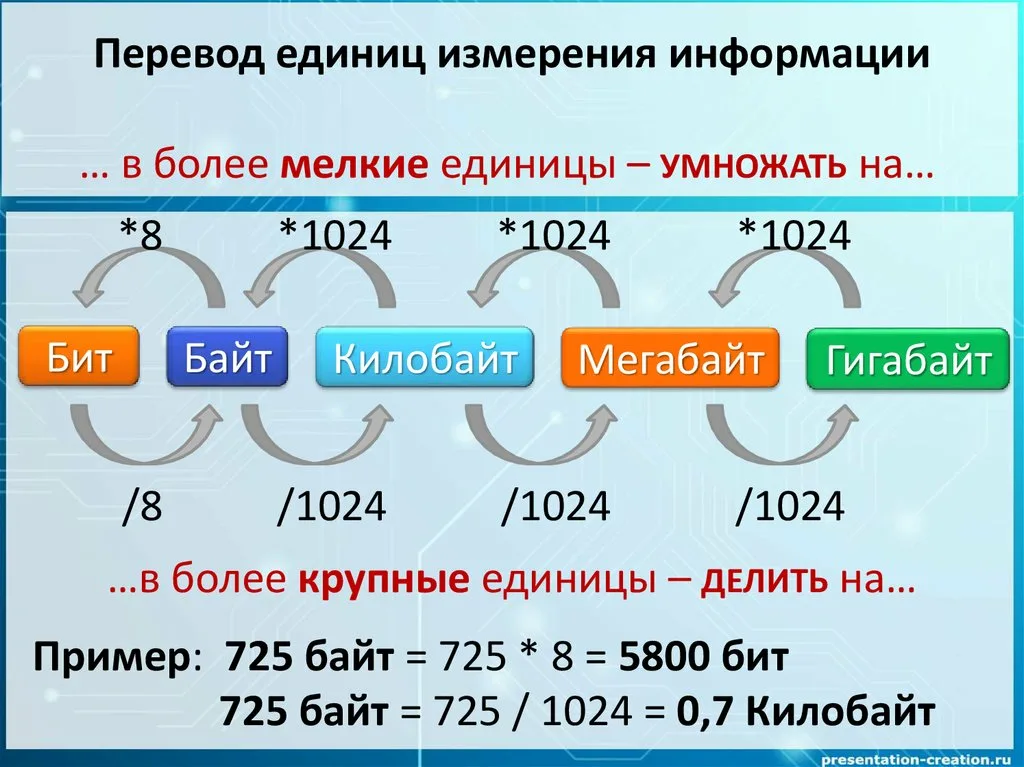 Перевод единиц измерения информации
... в более мелкие единицы – УМНОЖАТЬ на...
*8 *1024 *1024 *1024
Бит Байт Килобайт Мегабайт Гигабайт
/8 /1024 /1024 /1024
...в более крупные единицы – ДЕЛИТЬ на...
Пример: 725 байт = 725 * 8 = 5800 бит
725 байт = 725 / 1024 = 0,7 Килобайт
presentation-creation.ru